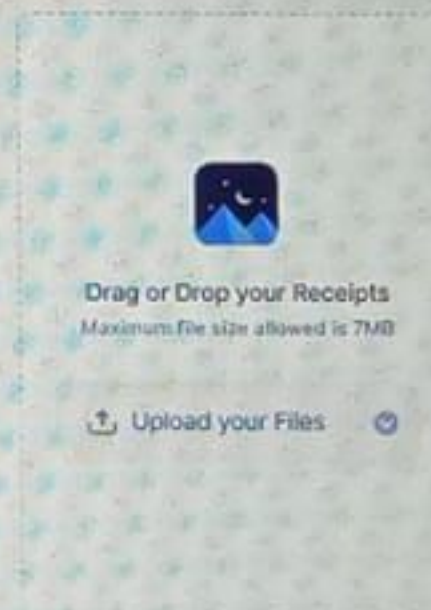 Drag or Drop your Receipts
Maximum file size allowed is 7MB
Upload your Files